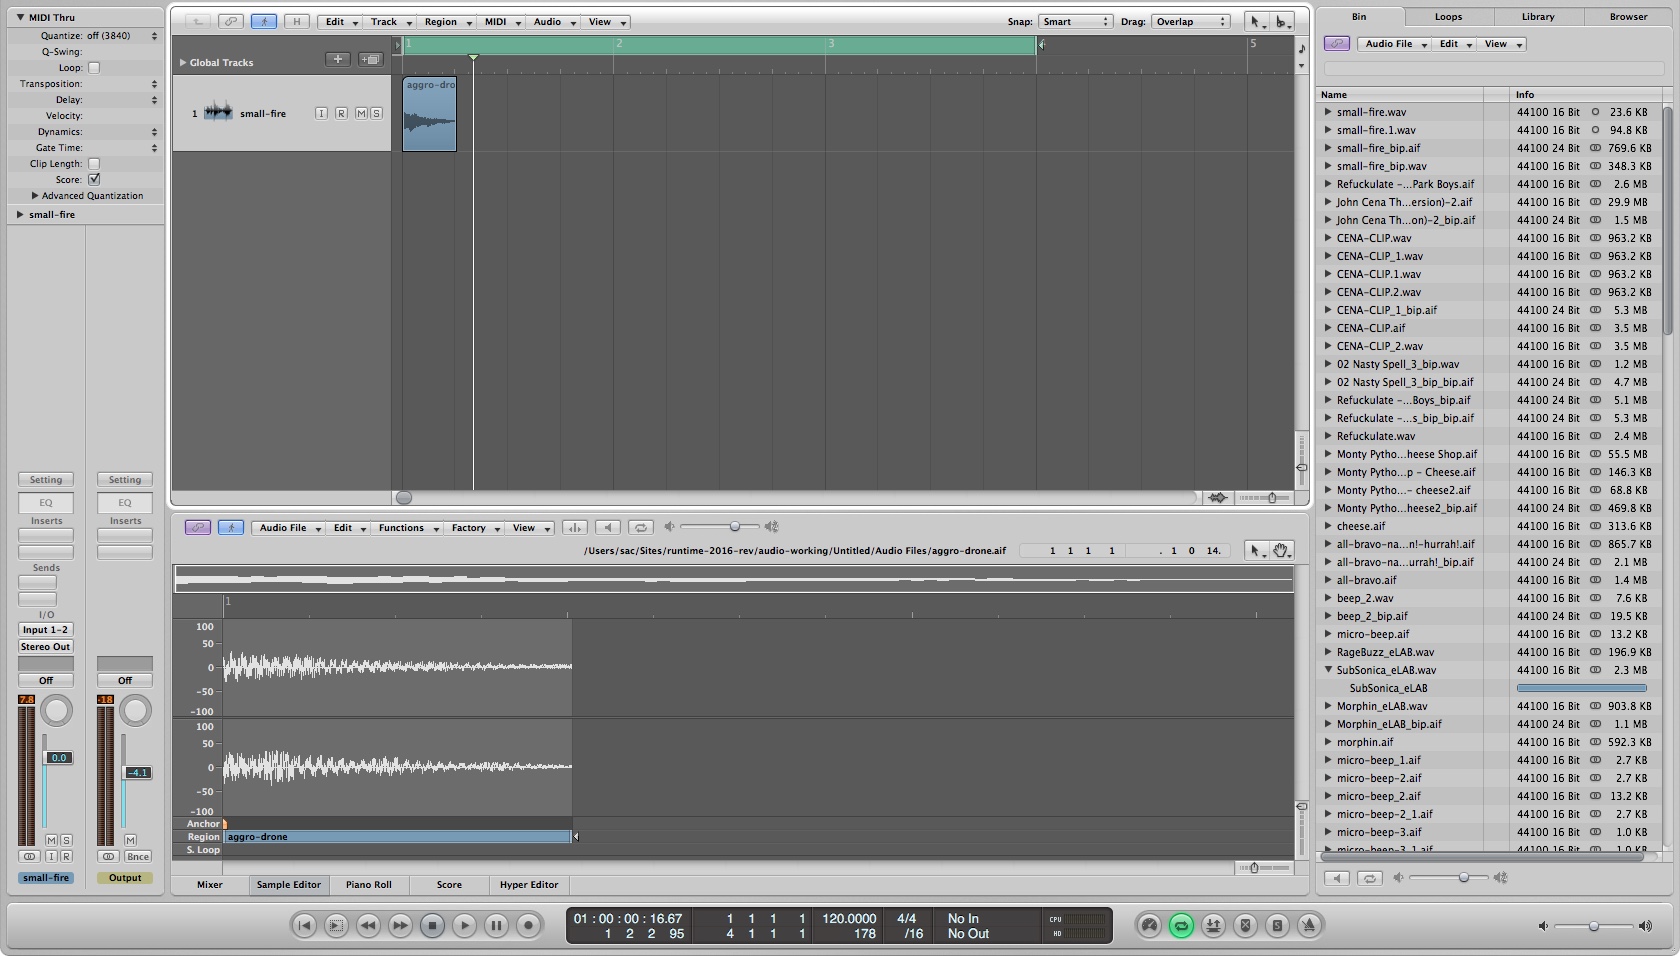 MIDI Thru
Quantize: off (3840)
Q-Swing:
Loop:
Transposition:
Delay:
Velocity:
Dynamics:
Gate Time:
Clip Length:
Score:
Advanced Quantization
small-fire
Setting Setting
EQ EQ
Inserts Inserts
Sends
I/O
Input 1-2
Stereo Out
Off Off
7.8 -18
0.0 -4.1
M S M
I R Bnce
small-fire Output
H Edit Track Region MIDI Audio View Snap: Smart Drag: Overlap
1 2 3 5
Global Tracks
1 small-fire I R M S
aggro-dro
Audio File Edit Functions Factory View
/Users/sac/Sites/runtime-2016-rev/audio-working/Untitled/Audio Files/aggro-drone.aif 1 1 1 1 . 1 0 14.
1
100
50
0
-50
-100
100
50
0
-50
-100
Anchor
Region aggro-drone
S. Loop
Mixer Sample Editor Piano Roll Score Hyper Editor
Bin Loops Library Browser
Audio File Edit View
Name Info
small-fire.wav 44100 16 Bit 23.6 KB
small-fire.1.wav 44100 16 Bit 94.8 KB
small-fire_bip.aif 44100 24 Bit 769.6 KB
small-fire_bip.wav 44100 16 Bit 348.3 KB
Refuckulate -...Park Boys.aif 44100 16 Bit 2.6 MB
John Cena Th...ersion)-2.aif 44100 16 Bit 29.9 MB
John Cena Th...on)-2_bip.aif 44100 24 Bit 1.5 MB
CENA-CLIP.wav 44100 16 Bit 963.2 KB
CENA-CLIP_1.wav 44100 16 Bit 963.2 KB
CENA-CLIP.1.wav 44100 16 Bit 963.2 KB
CENA-CLIP.2.wav 44100 16 Bit 963.2 KB
CENA-CLIP_1_bip.aif 44100 24 Bit 5.3 MB
CENA-CLIP.aif 44100 16 Bit 3.5 MB
CENA-CLIP_2.wav 44100 16 Bit 3.5 MB
02 Nasty Spell_3_bip.wav 44100 16 Bit 1.2 MB
02 Nasty Spell_3_bip_bip.aif 44100 24 Bit 4.7 MB
Refuckulate -...Boys_bip.aif 44100 24 Bit 5.1 MB
Refuckulate -...s_bip_bip.aif 44100 24 Bit 5.3 MB
Refuckulate.wav 44100 16 Bit 2.4 MB
Monty Pytho...heese Shop.aif 44100 16 Bit 55.5 MB
Monty Pytho...p - Cheese.aif 44100 16 Bit 146.3 KB
Monty Pytho...- cheese2.aif 44100 16 Bit 68.8 KB
Monty Pytho...heese2_bip.aif 44100 24 Bit 469.8 KB
cheese.aif 44100 16 Bit 313.6 KB
all-bravo-na...n!-hurrah!.aif 44100 16 Bit 865.7 KB
all-bravo-na...urrah!_bip.aif 44100 24 Bit 2.1 MB
all-bravo.aif 44100 16 Bit 1.4 MB
beep_2.wav 44100 16 Bit 7.6 KB
beep_2_bip.aif 44100 24 Bit 19.5 KB
micro-beep.aif 44100 16 Bit 13.2 KB
RageBuzz_eLAB.wav 44100 16 Bit 196.9 KB
SubSonica_eLAB.wav 44100 16 Bit 2.3 MB
SubSonica_eLAB
Morphin_eLAB.wav 44100 16 Bit 903.8 KB
Morphin_eLAB_bip.aif 44100 24 Bit 1.1 MB
morphin.aif 44100 16 Bit 592.3 KB
micro-beep_1.aif 44100 16 Bit 2.7 KB
micro-beep-2.aif 44100 16 Bit 2.7 KB
micro-beep_2.aif 44100 16 Bit 13.2 KB
micro-beep-2_1.aif 44100 16 Bit 2.7 KB
micro-beep-3.aif 44100 16 Bit 1.0 KB
micro-beep-3_1.aif 44100 16 Bit 1.0 KB
01 : 00 : 00 : 16.67 1 1 1 1 120.0000 4/4 No In CPU
1 2 2 95 4 1 1 1 178 /16 No Out HD
S